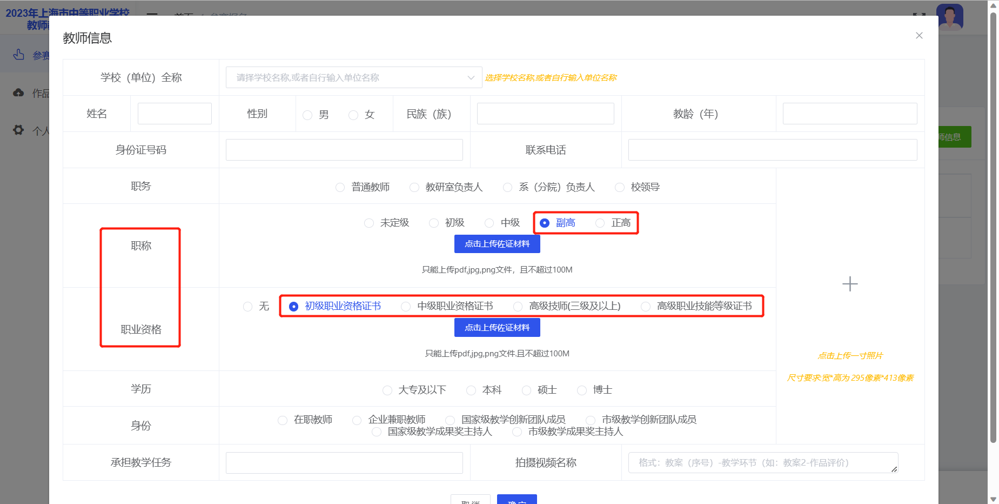 2023年上海市中等职业学校
教师
首页 / 参赛报名
参赛
作品
个人
师信息
教师信息
学校（单位）全称 请择学校名称,或者自行输入单位名称 选择学校名称,或者自行输入单位名称
姓名 性别 男 女 民族（族） 教龄（年）
身份证号码 联系电话
职务 普通教师 教研室负责人 系（分院）负责人 校领导
职称 未定级 初级 中级 副高 正高
点击上传佐证材料
只能上传pdf,jpg,png文件，且不超过100M
职业资格 无 初级职业资格证书 中级职业资格证书 高级技师(三级及以上) 高级职业技能等级证书
点击上传佐证材料
只能上传pdf,jpg,png文件.且不超过100M
点击上传一寸照片
尺寸要求:宽*高为 295像素*413像素
学历 大专及以下 本科 硕士 博士
身份 在职教师 企业兼职教师 国家级教学创新团队成员 市级教学创新团队成员
国家级教学成果奖主持人 市级教学成果奖主持人
承担教学任务 拍摄视频名称 格式：教案（序号）-教学环节（如：教案2-作品评价）
取消 确定